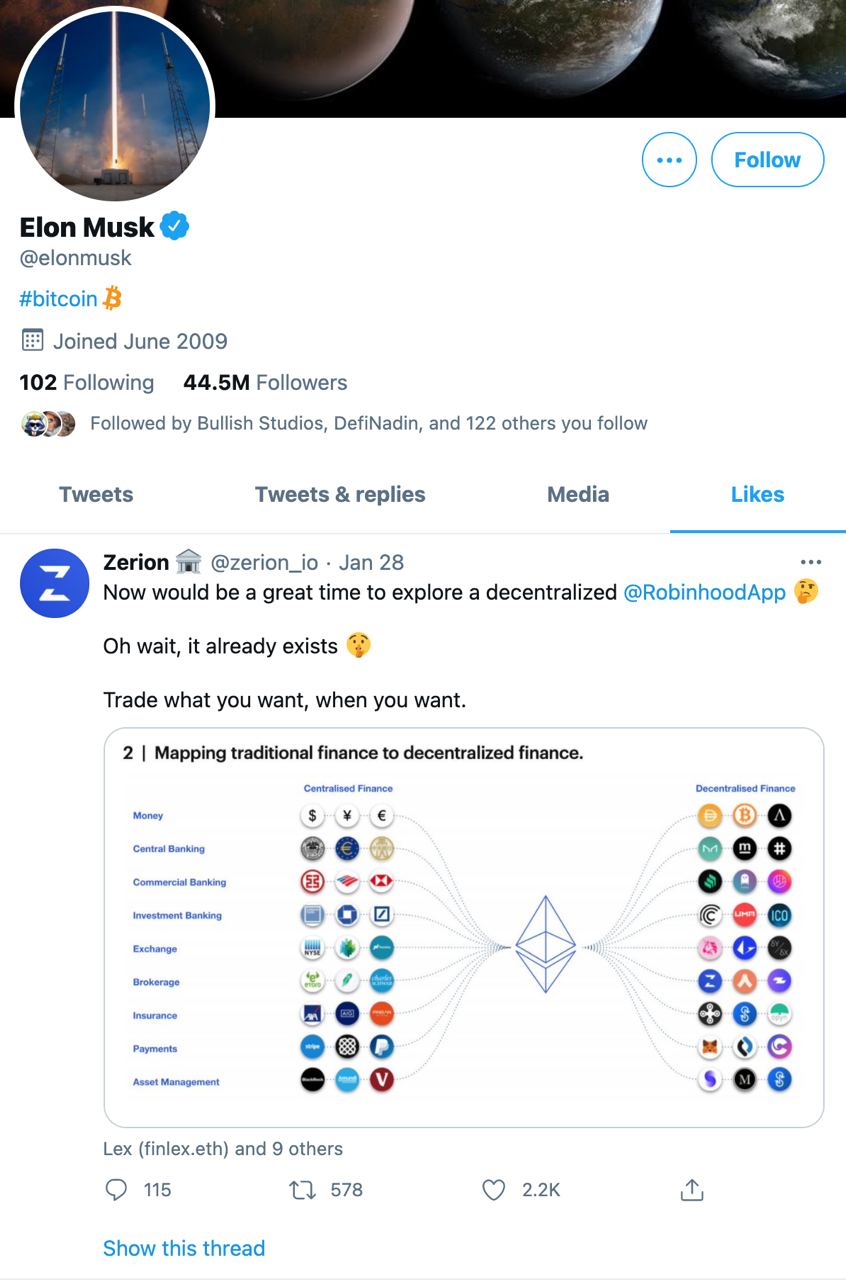 Elon Musk
@elonmusk
#bitcoin
Joined June 2009
102 Following 44.5M Followers
Followed by Bullish Studios, DefiNadin, and 122 others you follow
Follow
Tweets Tweets & replies Media Likes
Zerion @zerion_io · Jan 28
Now would be a great time to explore a decentralized @RobinhoodApp
Oh wait, it already exists
Trade what you want, when you want.
2 | Mapping traditional finance to decentralized finance.
Centralised Finance Decentralised Finance
Money $ ¥ €
Central Banking
Commercial Banking
Investment Banking UMA ICO
Exchange NYSE
Brokerage eToro charles schwab
Insurance AXA AIG
Payments stripe
Asset Management BlackRock Amundi V M
Lex (finlex.eth) and 9 others
115 578 2.2K
Show this thread